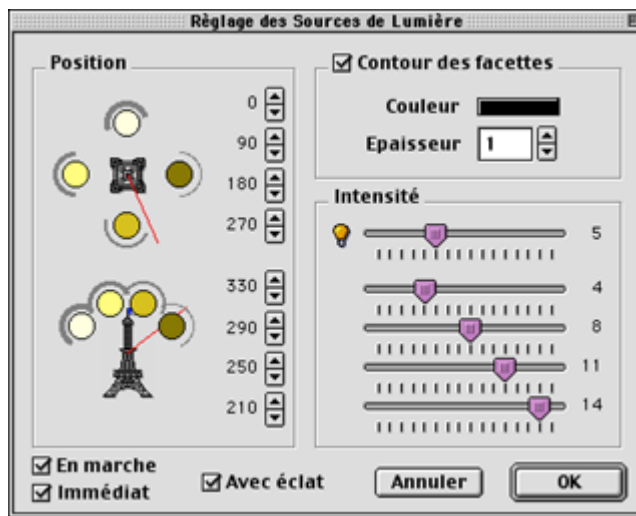 Règlage des Sources de Lumière
Position
0
90
180
270
330
290
250
210
Contour des facettes
Couleur
Epaisseur 1
Intensité
5
4
8
11
14
En marche
Immédiat
Avec éclat
Annuler
OK